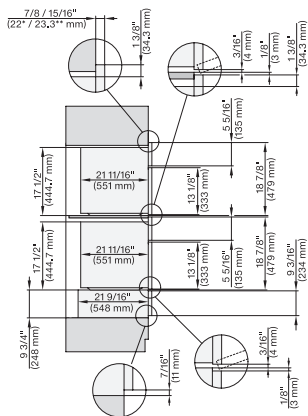 7/8 / 15/16"
(22* / 23.3** mm)
1 3/8"
(34.3 mm)
3/16"
(4 mm)
1/8"
(3 mm)
1 3/8"
(34.3 mm)
5 5/16"
(135 mm)
17 1/2"
(444.7 mm)
21 11/16"
(551 mm)
13 1/8"
(333 mm)
18 7/8"
(479 mm)
17 1/2"
(444.7 mm)
21 11/16"
(551 mm)
13 1/8"
(333 mm)
5 5/16"
(135 mm)
18 7/8"
(479 mm)
9 3/16"
(234 mm)
21 9/16"
(548 mm)
9 3/4"
(248 mm)
7/16"
(11 mm)
3/16"
(4 mm)
1/8"
(3 mm)